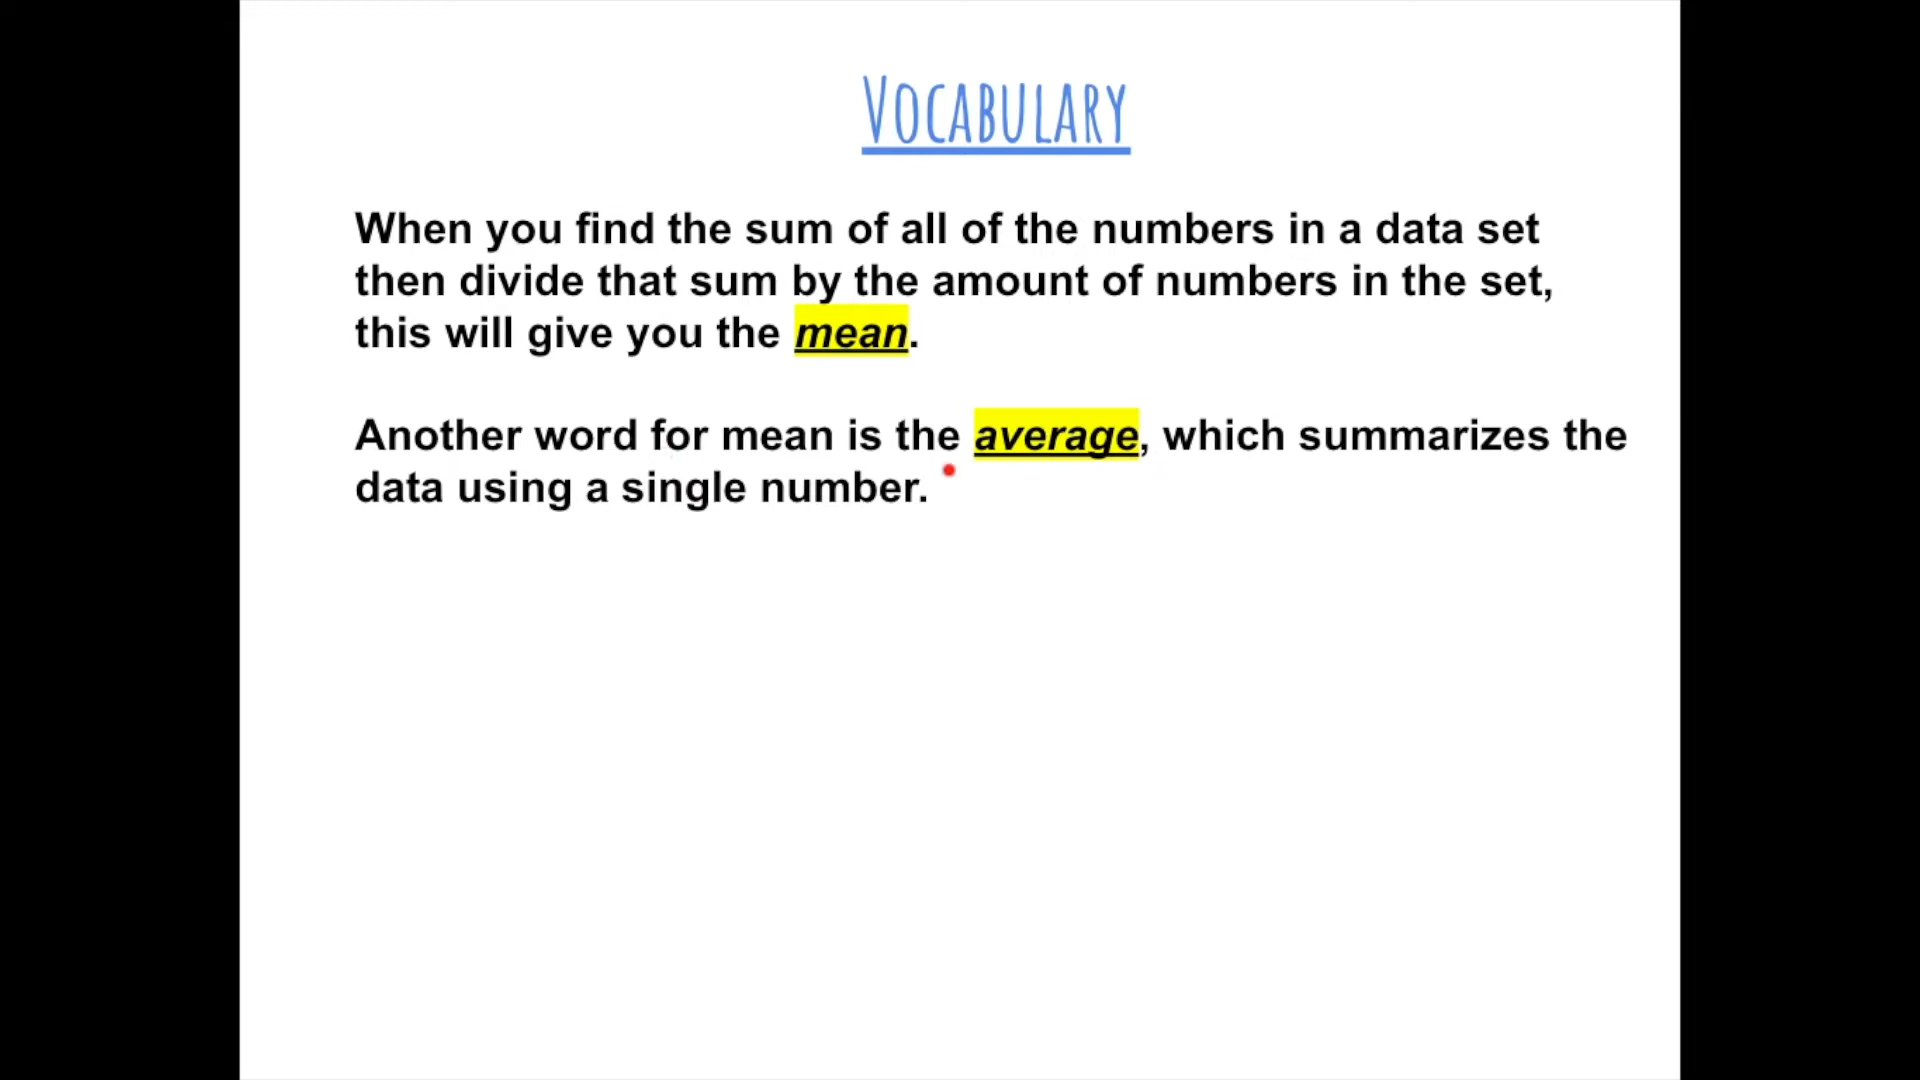 VOCABULARY
When you find the sum of all of the numbers in a data set
then divide that sum by the amount of numbers in the set,
this will give you the mean.
Another word for mean is the average, which summarizes the
data using a single number.